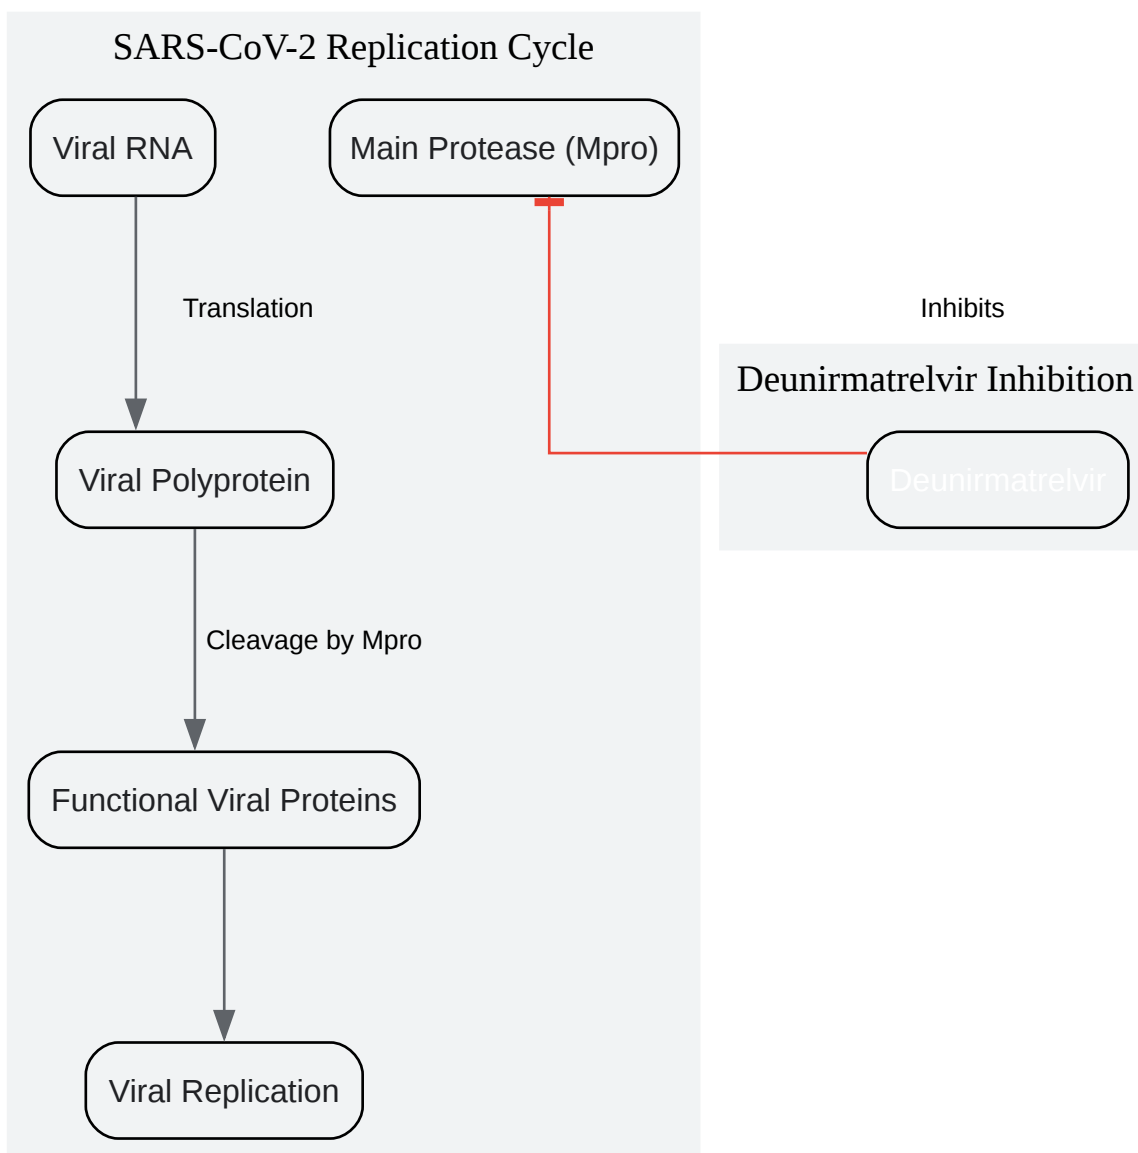 SARS-CoV-2 Replication Cycle
Viral RNA
Main Protease (Mpro)
Translation
Inhibits
Deunirmatrelvir Inhibition
Viral Polyprotein
Deunirmatrelvir
Cleavage by Mpro
Functional Viral Proteins
Viral Replication